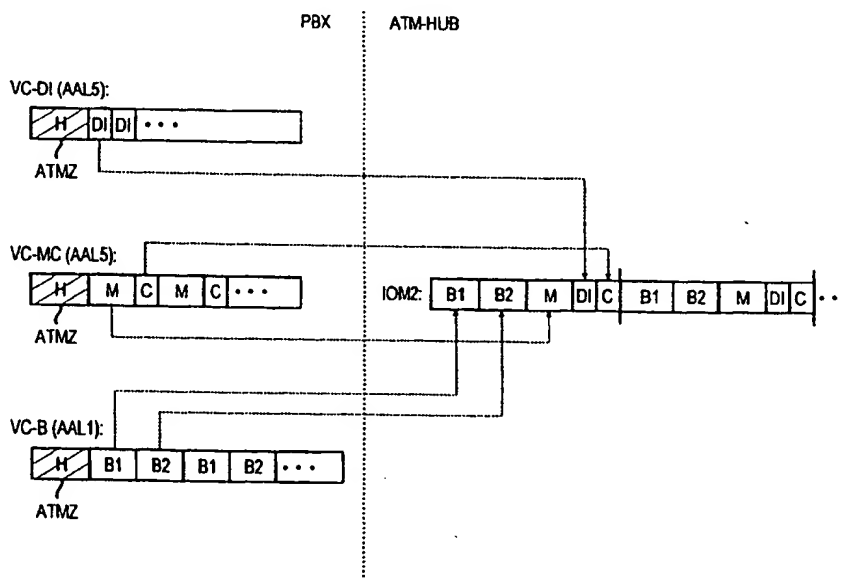 PBX ATM-HUB
VC-DI (AAL5):
H DI DI • • •
ATMZ
VC-MC (AAL5):
H M C M C • • •
ATMZ
IOM2: B1 B2 M DI C B1 B2 M DI C • •
VC-B (AAL1):
H B1 B2 B1 B2 • • •
ATMZ